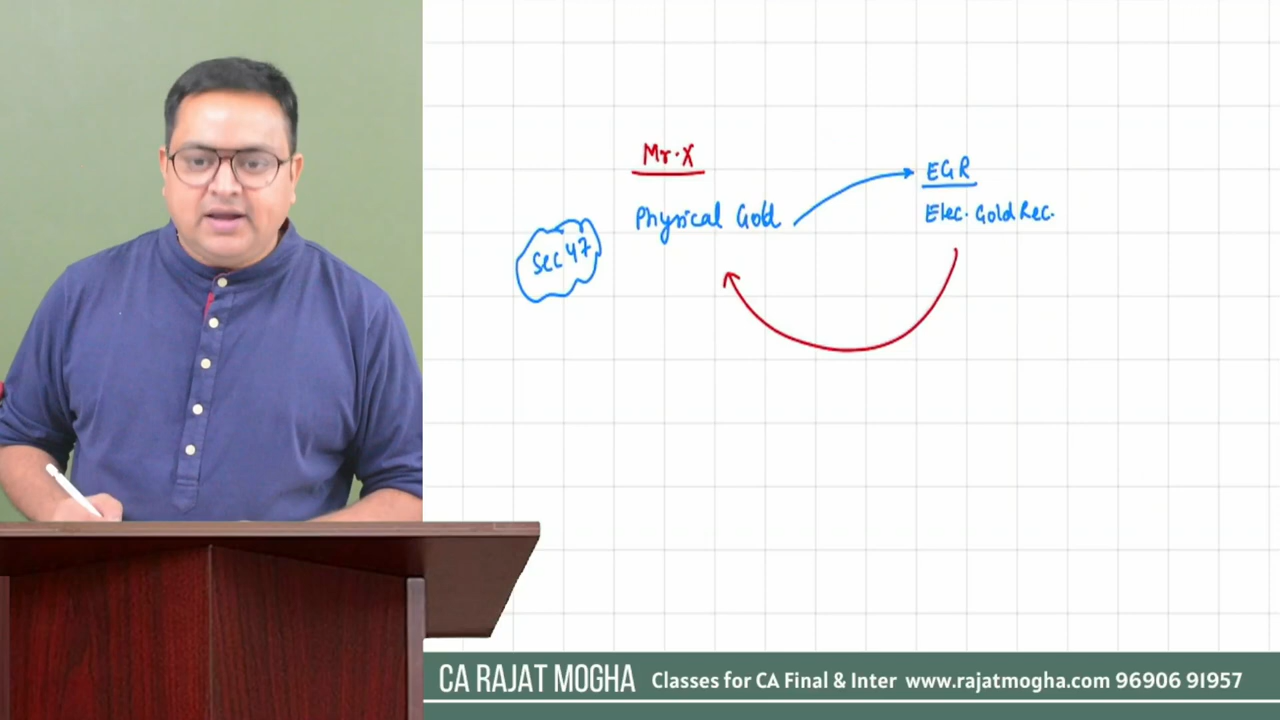 Mr. X
EGR
Physical Gold
Elec. Gold Rec.
Sec 47
CA RAJAT MOGHA Classes for CA Final & Inter www.rajatmogha.com 96906 91957